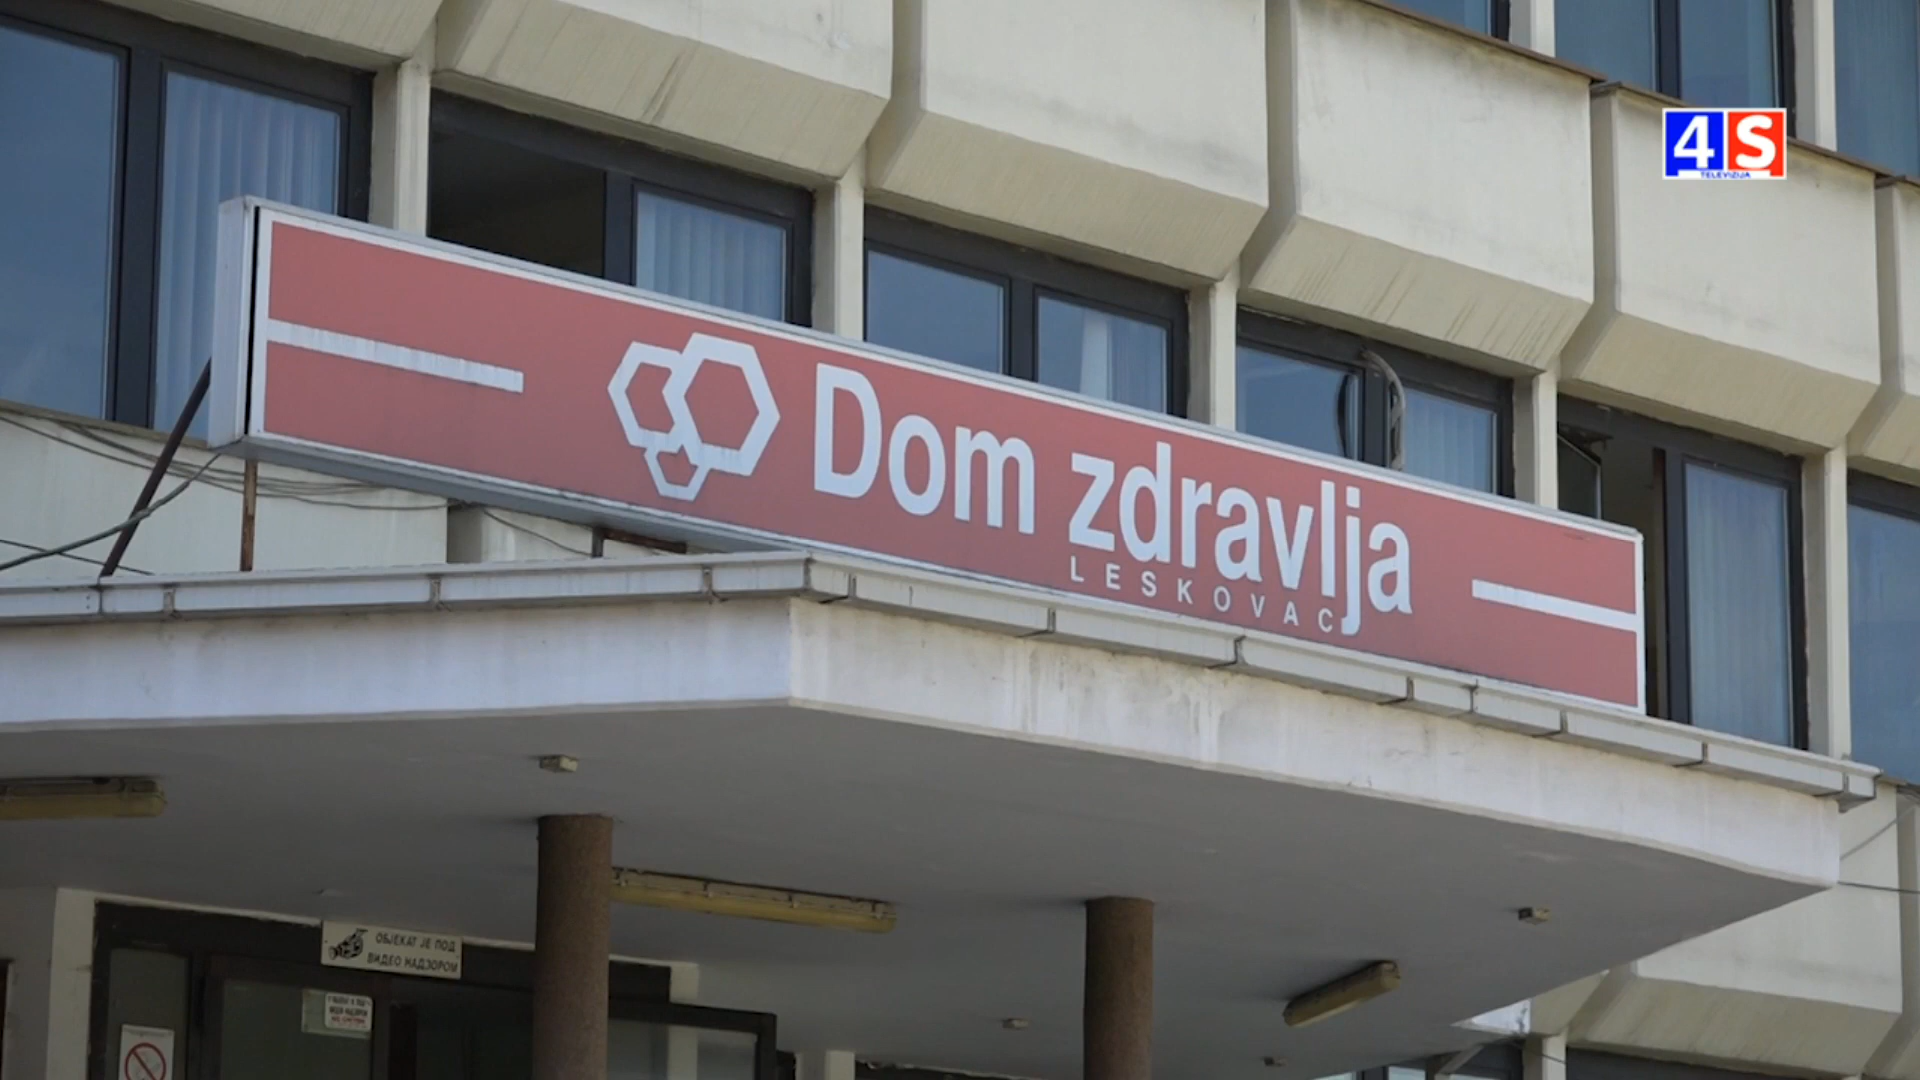 4S
TELEVIZIJA
Dom zdravlja
LESKOVAC
ОБЈЕКАТ ЈЕ ПОД
ВИДЕО НАДЗОРОМ